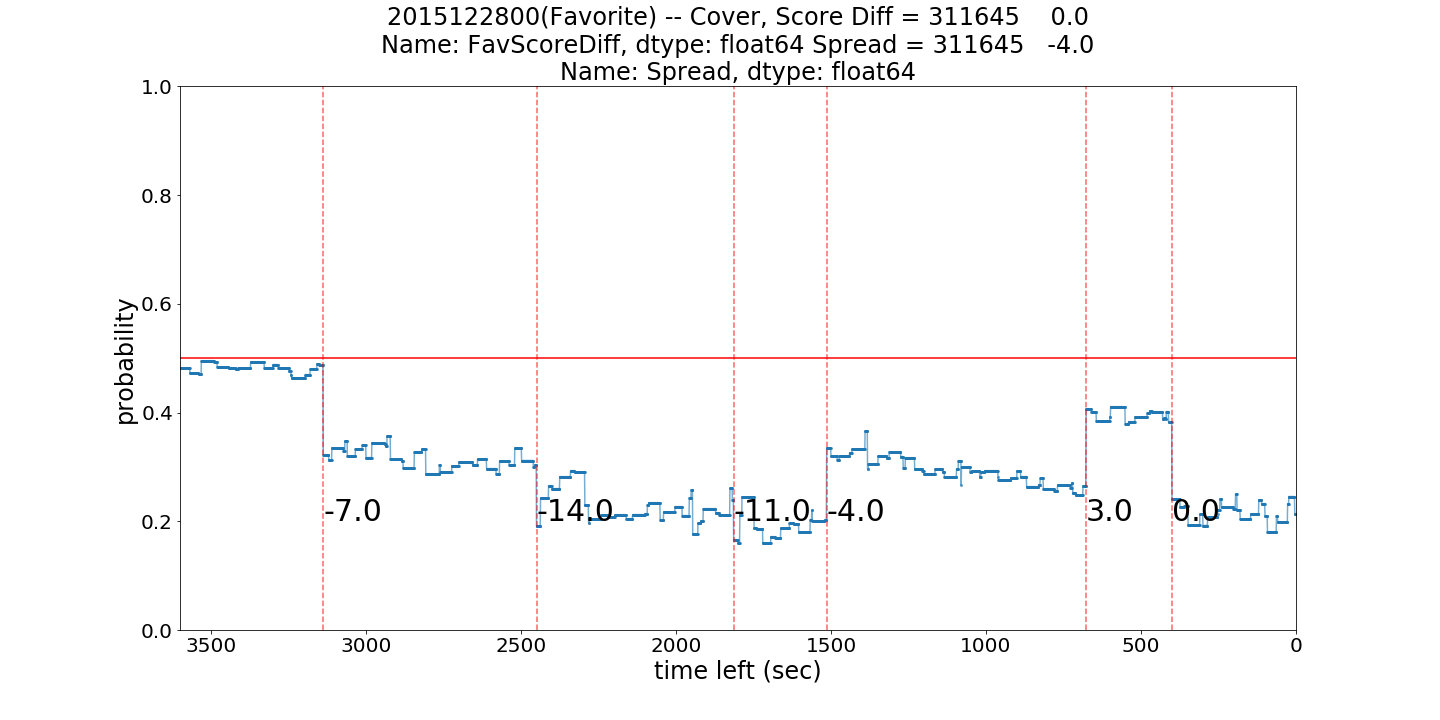 2015122800(Favorite) -- Cover, Score Diff = 311645    0.0
Name: FavScoreDiff, dtype: float64 Spread = 311645   -4.0
Name: Spread, dtype: float64
1.0
0.8
0.6
0.4
0.2
0.0
probability
-7.0
-14.0
-11.0
-4.0
3.0
0.0
3500 3000 2500 2000 1500 1000 500 0
time left (sec)